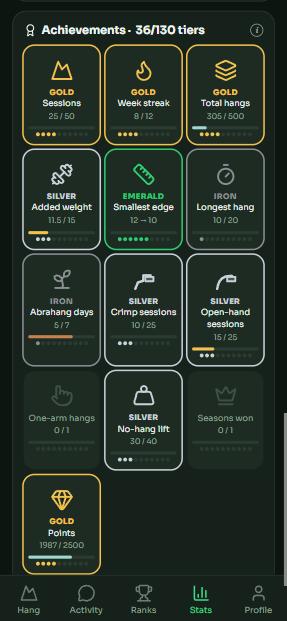 Achievements · 36/130 tiers
i
GOLD
Sessions
25 / 50
GOLD
Week streak
8 / 12
GOLD
Total hangs
305 / 500
SILVER
Added weight
11.5 / 15
EMERALD
Smallest edge
12 → 10
IRON
Longest hang
10 / 20
IRON
Abrahang days
5 / 7
SILVER
Crimp sessions
10 / 25
SILVER
Open-hand
sessions
15 / 25
One-arm hangs
0 / 1
SILVER
No-hang lift
30 / 40
Seasons won
0 / 1
GOLD
Points
1987 / 2500
Hang
Activity
Ranks
Stats
Profile